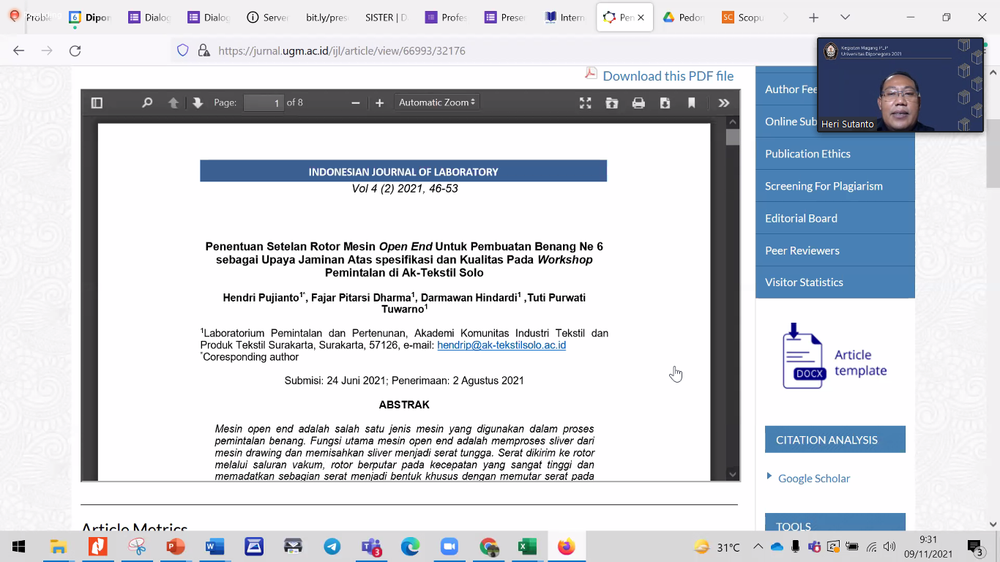 Dipon
Dialog
Dialog
Server
bit.ly/pres
SISTER | D
Profes
Preser
Intern
Pen
Pedon
Scopu
https://jurnal.ugm.ac.id/ijl/article/view/66993/32176
Kegiatan Magang PLP
Universitas Diponegoro 2021
Heri Sutanto
Download this PDF file
Page: 1 of 8
Automatic Zoom
INDONESIAN JOURNAL OF LABORATORY
Vol 4 (2) 2021, 46-53
Penentuan Setelan Rotor Mesin Open End Untuk Pembuatan Benang Ne 6
sebagai Upaya Jaminan Atas spesifikasi dan Kualitas Pada Workshop
Pemintalan di Ak-Tekstil Solo
Hendri Pujianto1*, Fajar Pitarsi Dharma1, Darmawan Hindardi1 ,Tuti Purwati
Tuwarno1
1Laboratorium Pemintalan dan Pertenunan, Akademi Komunitas Industri Tekstil dan
Produk Tekstil Surakarta, Surakarta, 57126, e-mail: hendrip@ak-tekstilsolo.ac.id
*Coresponding author
Submisi: 24 Juni 2021; Penerimaan: 2 Agustus 2021
ABSTRAK
Mesin open end adalah salah satu jenis mesin yang digunakan dalam proses
pemintalan benang. Fungsi utama mesin open end adalah memproses sliver dari
mesin drawing dan memisahkan sliver menjadi serat tungga. Serat dikirim ke rotor
melalui saluran vakum, rotor berputar pada kecepatan yang sangat tinggi dan
memadatkan sebagian serat menjadi bentuk khusus dengan memutar serat pada
Article Metrics
Author Fee
Online Sub
Publication Ethics
Screening For Plagiarism
Editorial Board
Peer Reviewers
Visitor Statistics
Article
template
DOCX
CITATION ANALYSIS
Google Scholar
TOOLS
31°C
9:31
09/11/2021
3
3